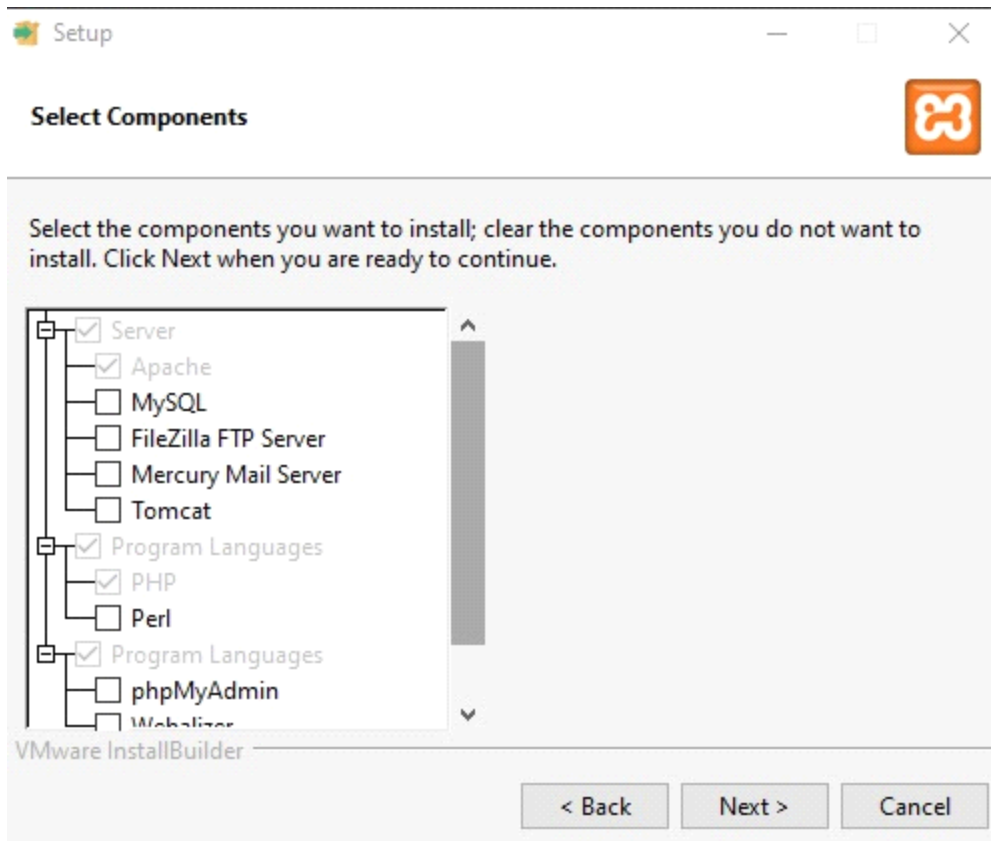 Setup
Select Components
Select the components you want to install; clear the components you do not want to
install. Click Next when you are ready to continue.
Server
Apache
MySQL
FileZilla FTP Server
Mercury Mail Server
Tomcat
Program Languages
PHP
Perl
Program Languages
phpMyAdmin
Webalizer
VMware InstallBuilder
< Back
Next >
Cancel